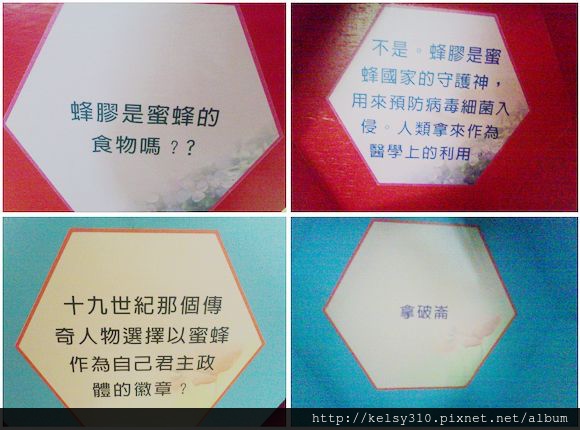 蜂膠是蜜蜂的
食物嗎??
不是。蜂膠是蜜
蜂國家的守護神，
用來預防病毒細菌入
侵。人類拿來作為
醫學上的利用。
十九世紀那個傳
奇人物選擇以蜜蜂
作為自己君主政
體的徽章?
拿破崙
http://kelsy310.pixnet.net/album